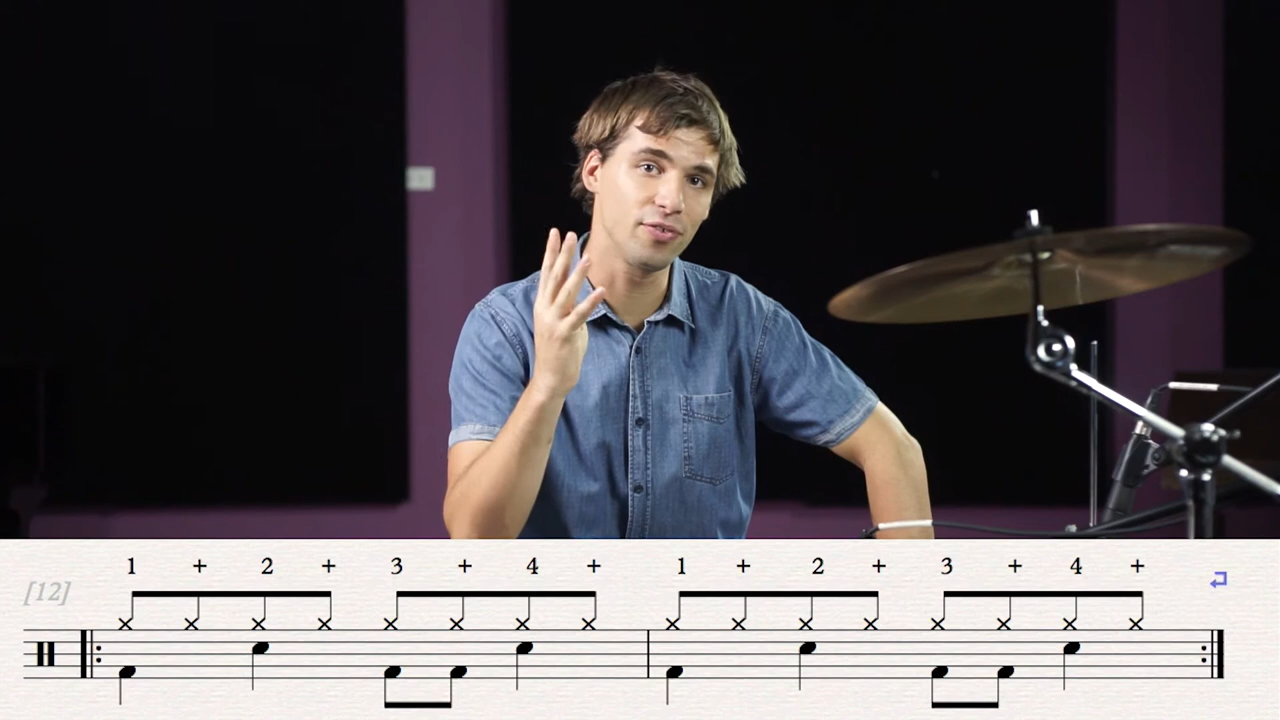 1 + 2 + 3 + 4 + 1 + 2 + 3 + 4 +
[12]